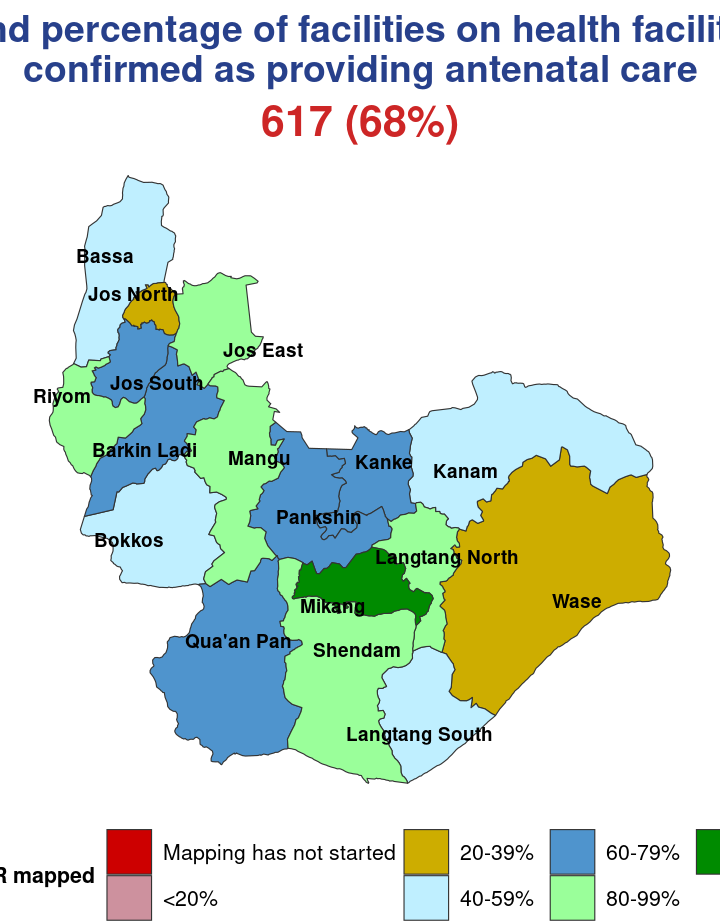 percentage of facilities on health
confirmed as providing antenatal care
617 (68%)
Bassa
Jos North
Jos East
Jos South
Riyom
Barkin Ladi
Mangu
Kanke
Kanam
Pankshin
Bokkos
Langtang North
Mikang
Wase
Qua'an Pan
Shendam
Langtang South
mapped
Mapping has not started
20-39%
60-79%
<20%
40-59%
80-99%